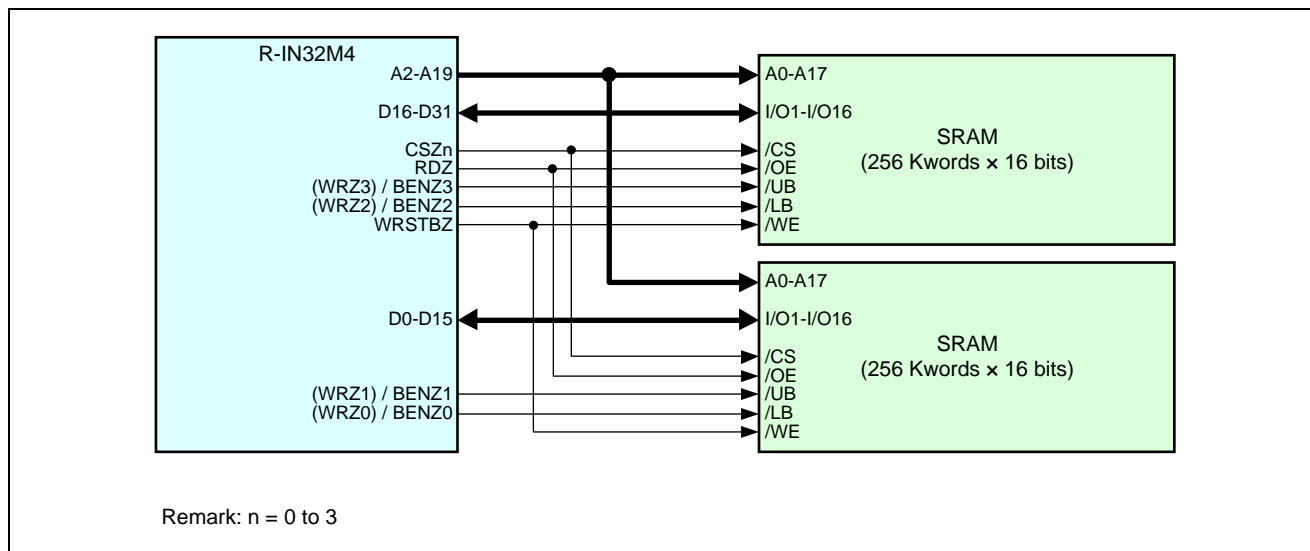 R-IN32M4
A2-A19
D16-D31
CSZn
RDZ
(WRZ3) / BENZ3
(WRZ2) / BENZ2
WRSTBZ
D0-D15
(WRZ1) / BENZ1
(WRZ0) / BENZ0
A0-A17
I/O1-I/O16
SRAM
(256 Kwords × 16 bits)
/CS
/OE
/UB
/LB
/WE
A0-A17
I/O1-I/O16
SRAM
(256 Kwords × 16 bits)
/CS
/OE
/UB
/LB
/WE
Remark: n = 0 to 3